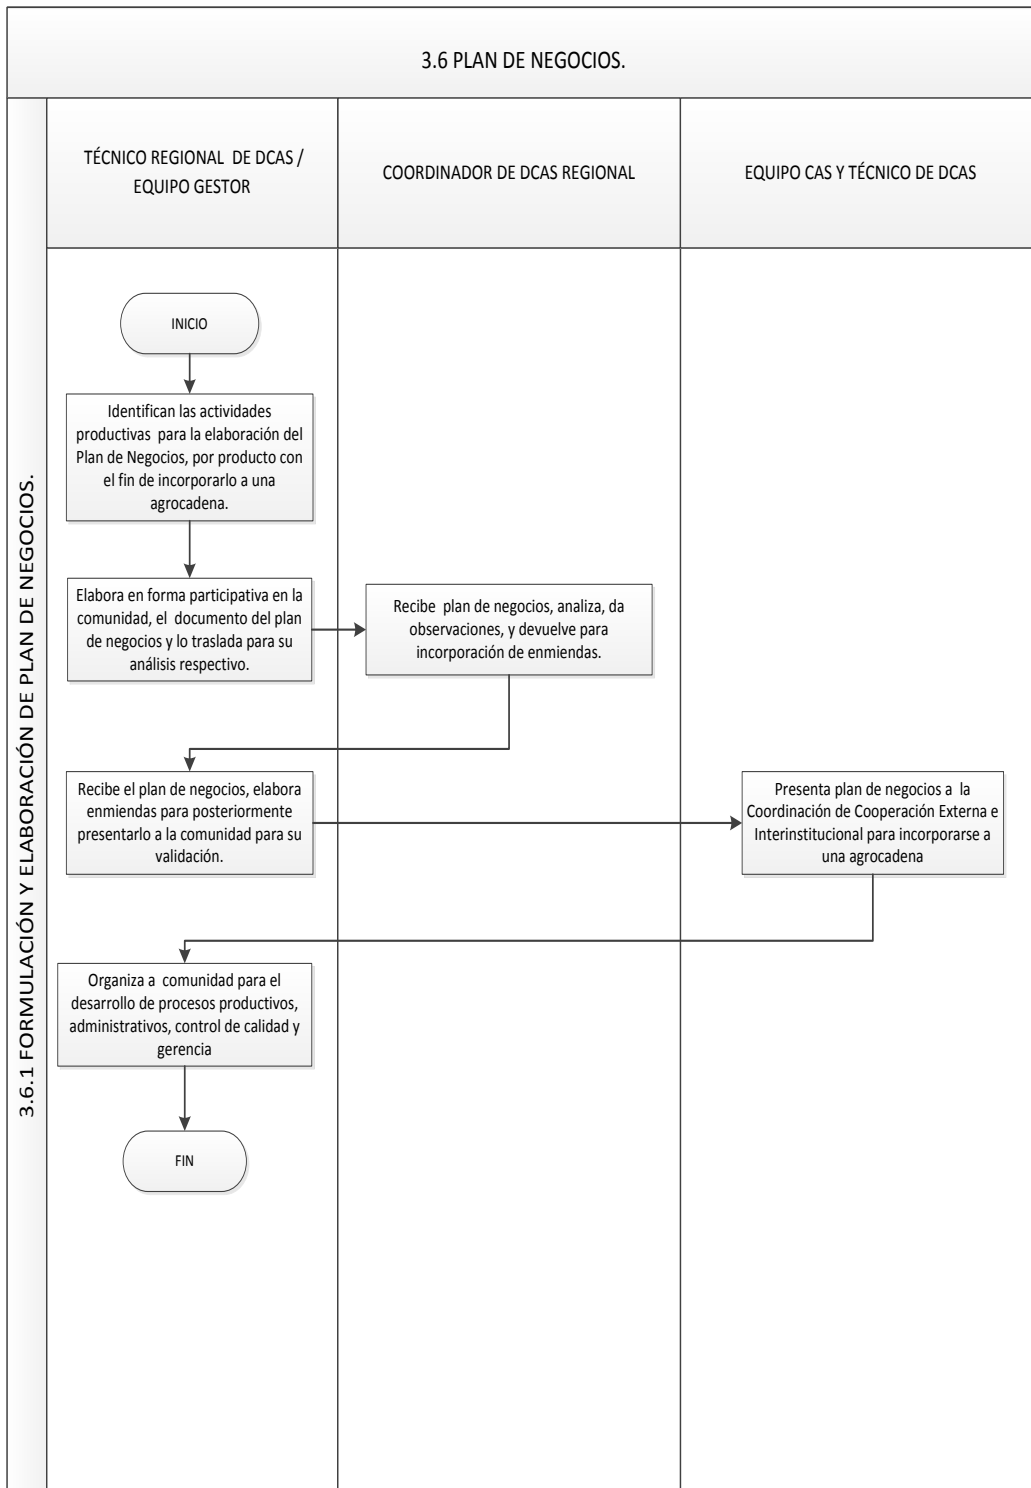 3.6 PLAN DE NEGOCIOS.
3.6.1 FORMULACIÓN Y ELABORACIÓN DE PLAN DE NEGOCIOS.
TÉCNICO REGIONAL DE DCAS /
EQUIPO GESTOR
COORDINADOR DE DCAS REGIONAL
EQUIPO CAS Y TÉCNICO DE DCAS
INICIO
Identifican las actividades
productivas para la elaboración del
Plan de Negocios, por producto con
el fin de incorporarlo a una
agrocadena.
Elabora en forma participativa en la
comunidad, el documento del plan
de negocios y lo traslada para su
análisis respectivo.
Recibe plan de negocios, analiza, da
observaciones, y devuelve para
incorporación de enmiendas.
Recibe el plan de negocios, elabora
enmiendas para posteriormente
presentarlo a la comunidad para su
validación.
Presenta plan de negocios a la
Coordinación de Cooperación Externa e
Interinstitucional para incorporarse a
una agrocadena
Organiza a comunidad para el
desarrollo de procesos productivos,
administrativos, control de calidad y
gerencia
FIN